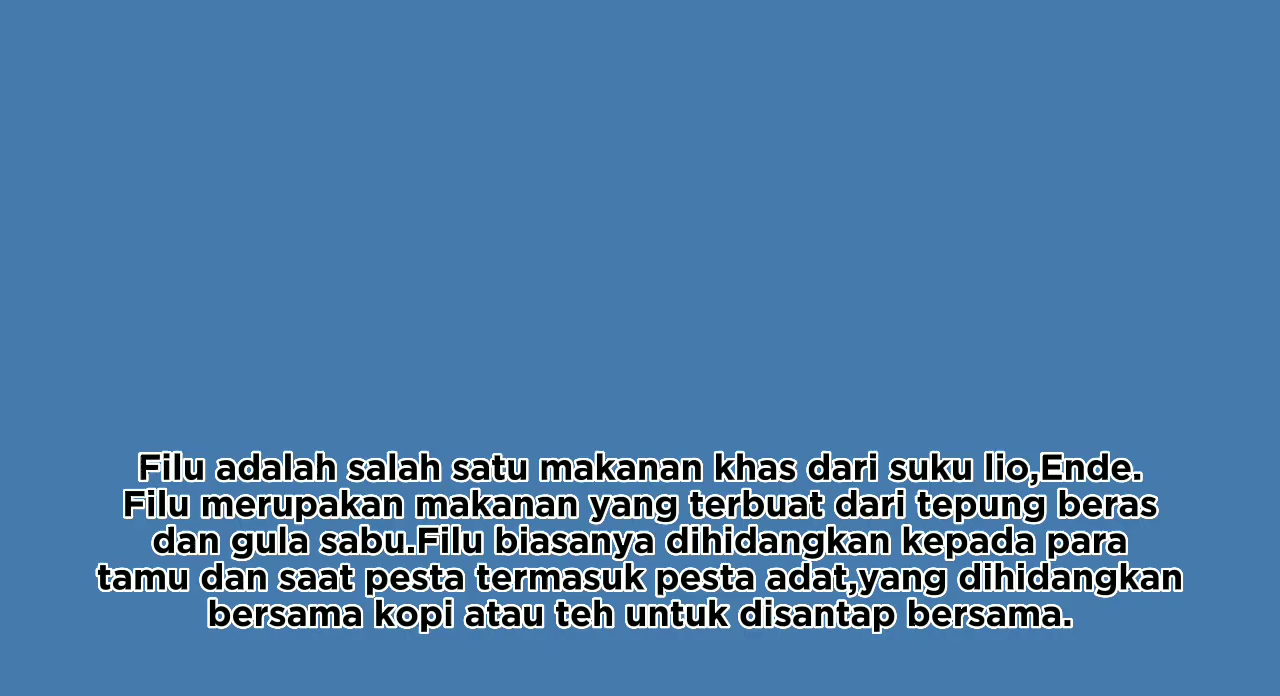 Filu adalah salah satu makanan khas dari suku lio,Ende.
Filu merupakan makanan yang terbuat dari tepung beras
dan gula sabu.Filu biasanya dihidangkan kepada para
tamu dan saat pesta termasuk pesta adat,yang dihidangkan
bersama kopi atau teh untuk disantap bersama.